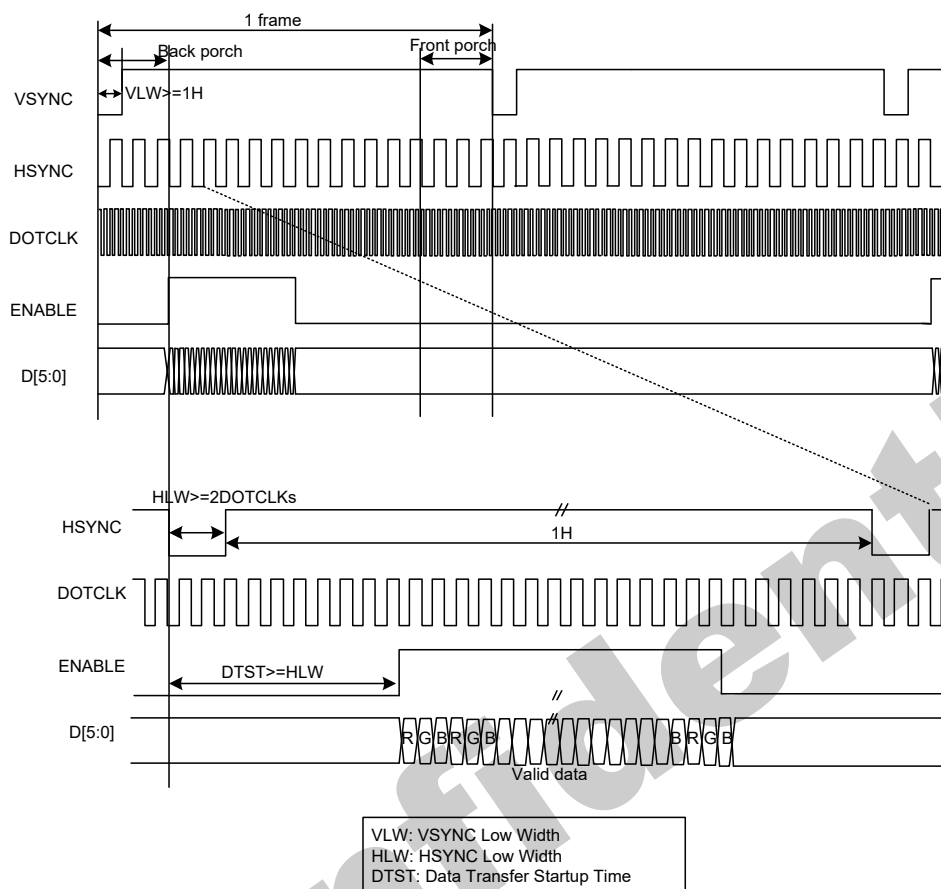 1 frame
Back porch
Front porch
VLW>=1H
VSYNC
HSYNC
DOTCLK
ENABLE
D[5:0]
HLW>=2DOTCLKs
HSYNC
//
1H
DOTCLK
ENABLE
DTST>=HLW
//
D[5:0]
//
R G B R G B B R G B
Valid data
VLW: VSYNC Low Width
HLW: HSYNC Low Width
DTST: Data Transfer Startup Time